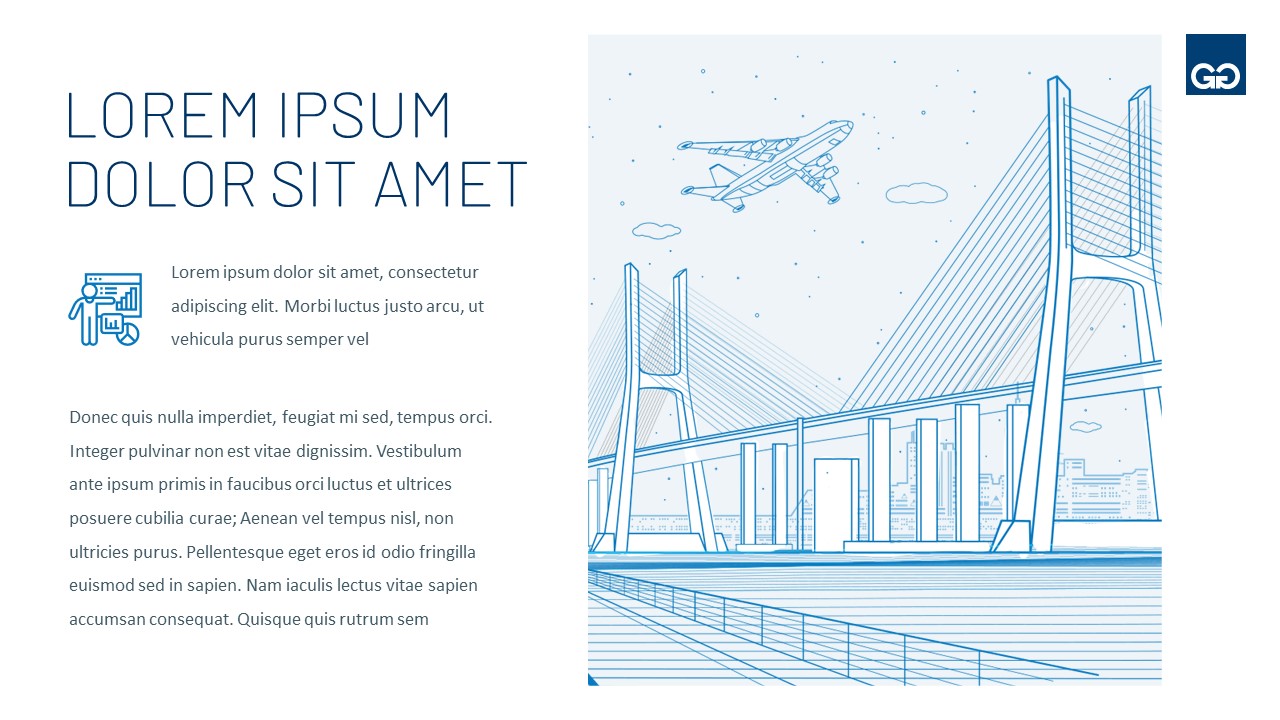 LOREM IPSUM
DOLOR SIT AMET
Lorem ipsum dolor sit amet, consectetur
adipiscing elit. Morbi luctus justo arcu, ut
vehicula purus semper vel
Donec quis nulla imperdiet, feugiat mi sed, tempus orci.
Integer pulvinar non est vitae dignissim. Vestibulum
ante ipsum primis in faucibus orci luctus et ultrices
posuere cubilia curae; Aenean vel tempus nisl, non
ultricies purus. Pellentesque eget eros id odio fringilla
euismod sed in sapien. Nam iaculis lectus vitae sapien
accumsan consequat. Quisque quis rutrum sem